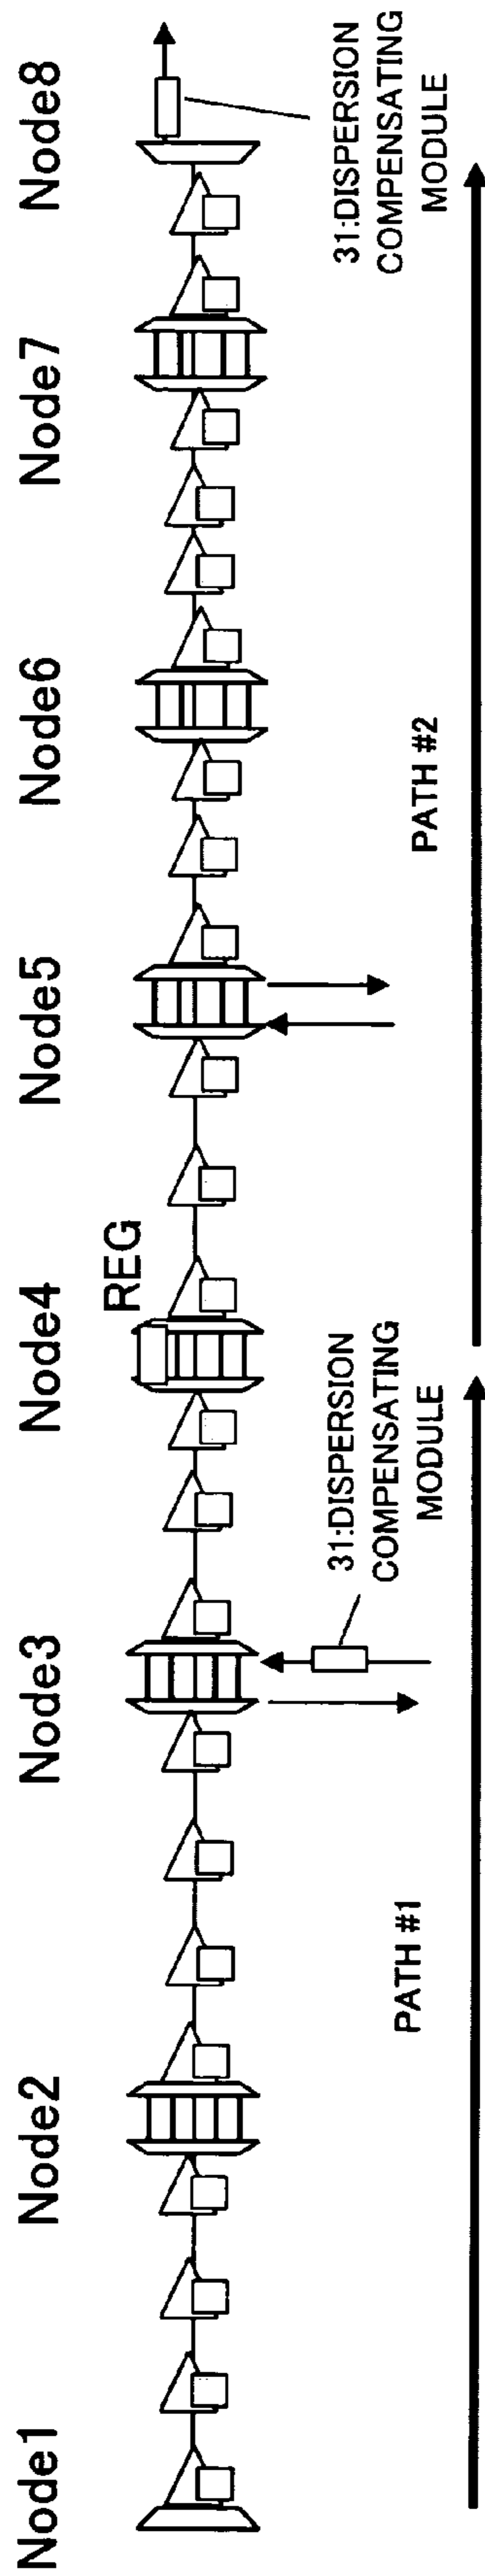 Node1
Node2
Node3
Node4
Node5
Node6
Node7
Node8
REG
31:DISPERSION
COMPENSATING
MODULE
31:DISPERSION
COMPENSATING
MODULE
PATH #1
PATH #2